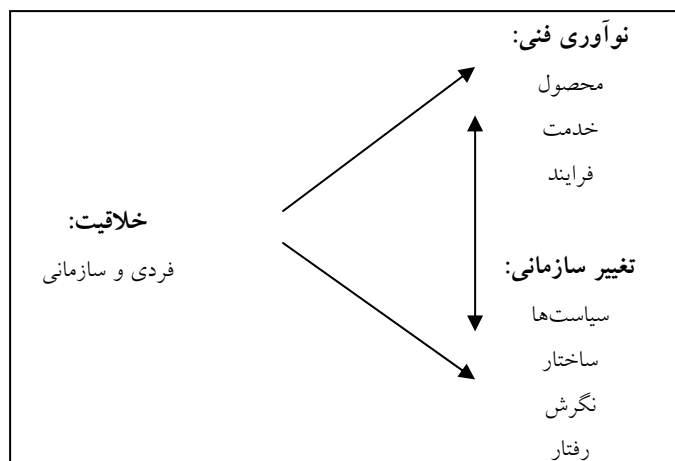 نوآوری فنی:
محصول
خدمت
فرایند
خلاقیت:
فردی و سازمانی
تغییر سازمانی:
سیاست‌ها
ساختار
نگرش
رفتار